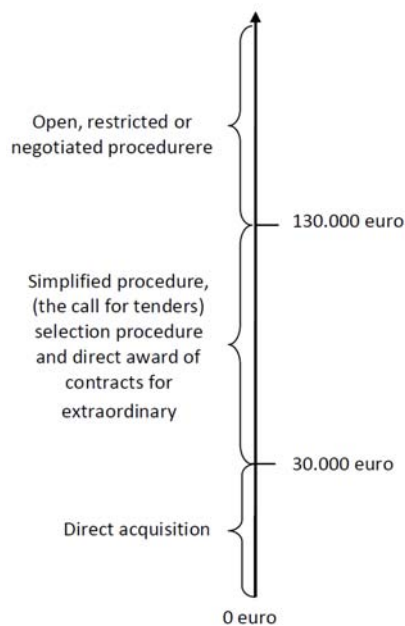 Open, restricted or
negotiated procedurere
130.000 euro
Simplified procedure,
(the call for tenders)
selection procedure
and direct award of
contracts for
extraordinary
30.000 euro
Direct acquisition
0 euro